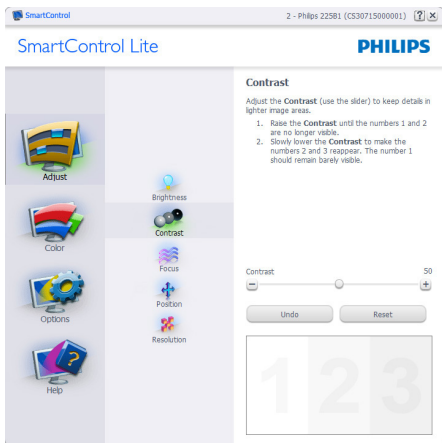 SmartControl
2 - Philips 225B1 (CS30715000001)
SmartControl Lite
PHILIPS
Adjust
Color
Options
Help
Brightness
Contrast
Focus
Position
Resolution
Contrast
Adjust the Contrast (use the slider) to keep details in
lighter image areas.
1. Raise the Contrast until the numbers 1 and 2
are no longer visible.
2. Slowly lower the Contrast to make the
numbers 2 and 3 reappear. The number 1
should remain barely visible.
Contrast 50
Undo Reset
1 2 3